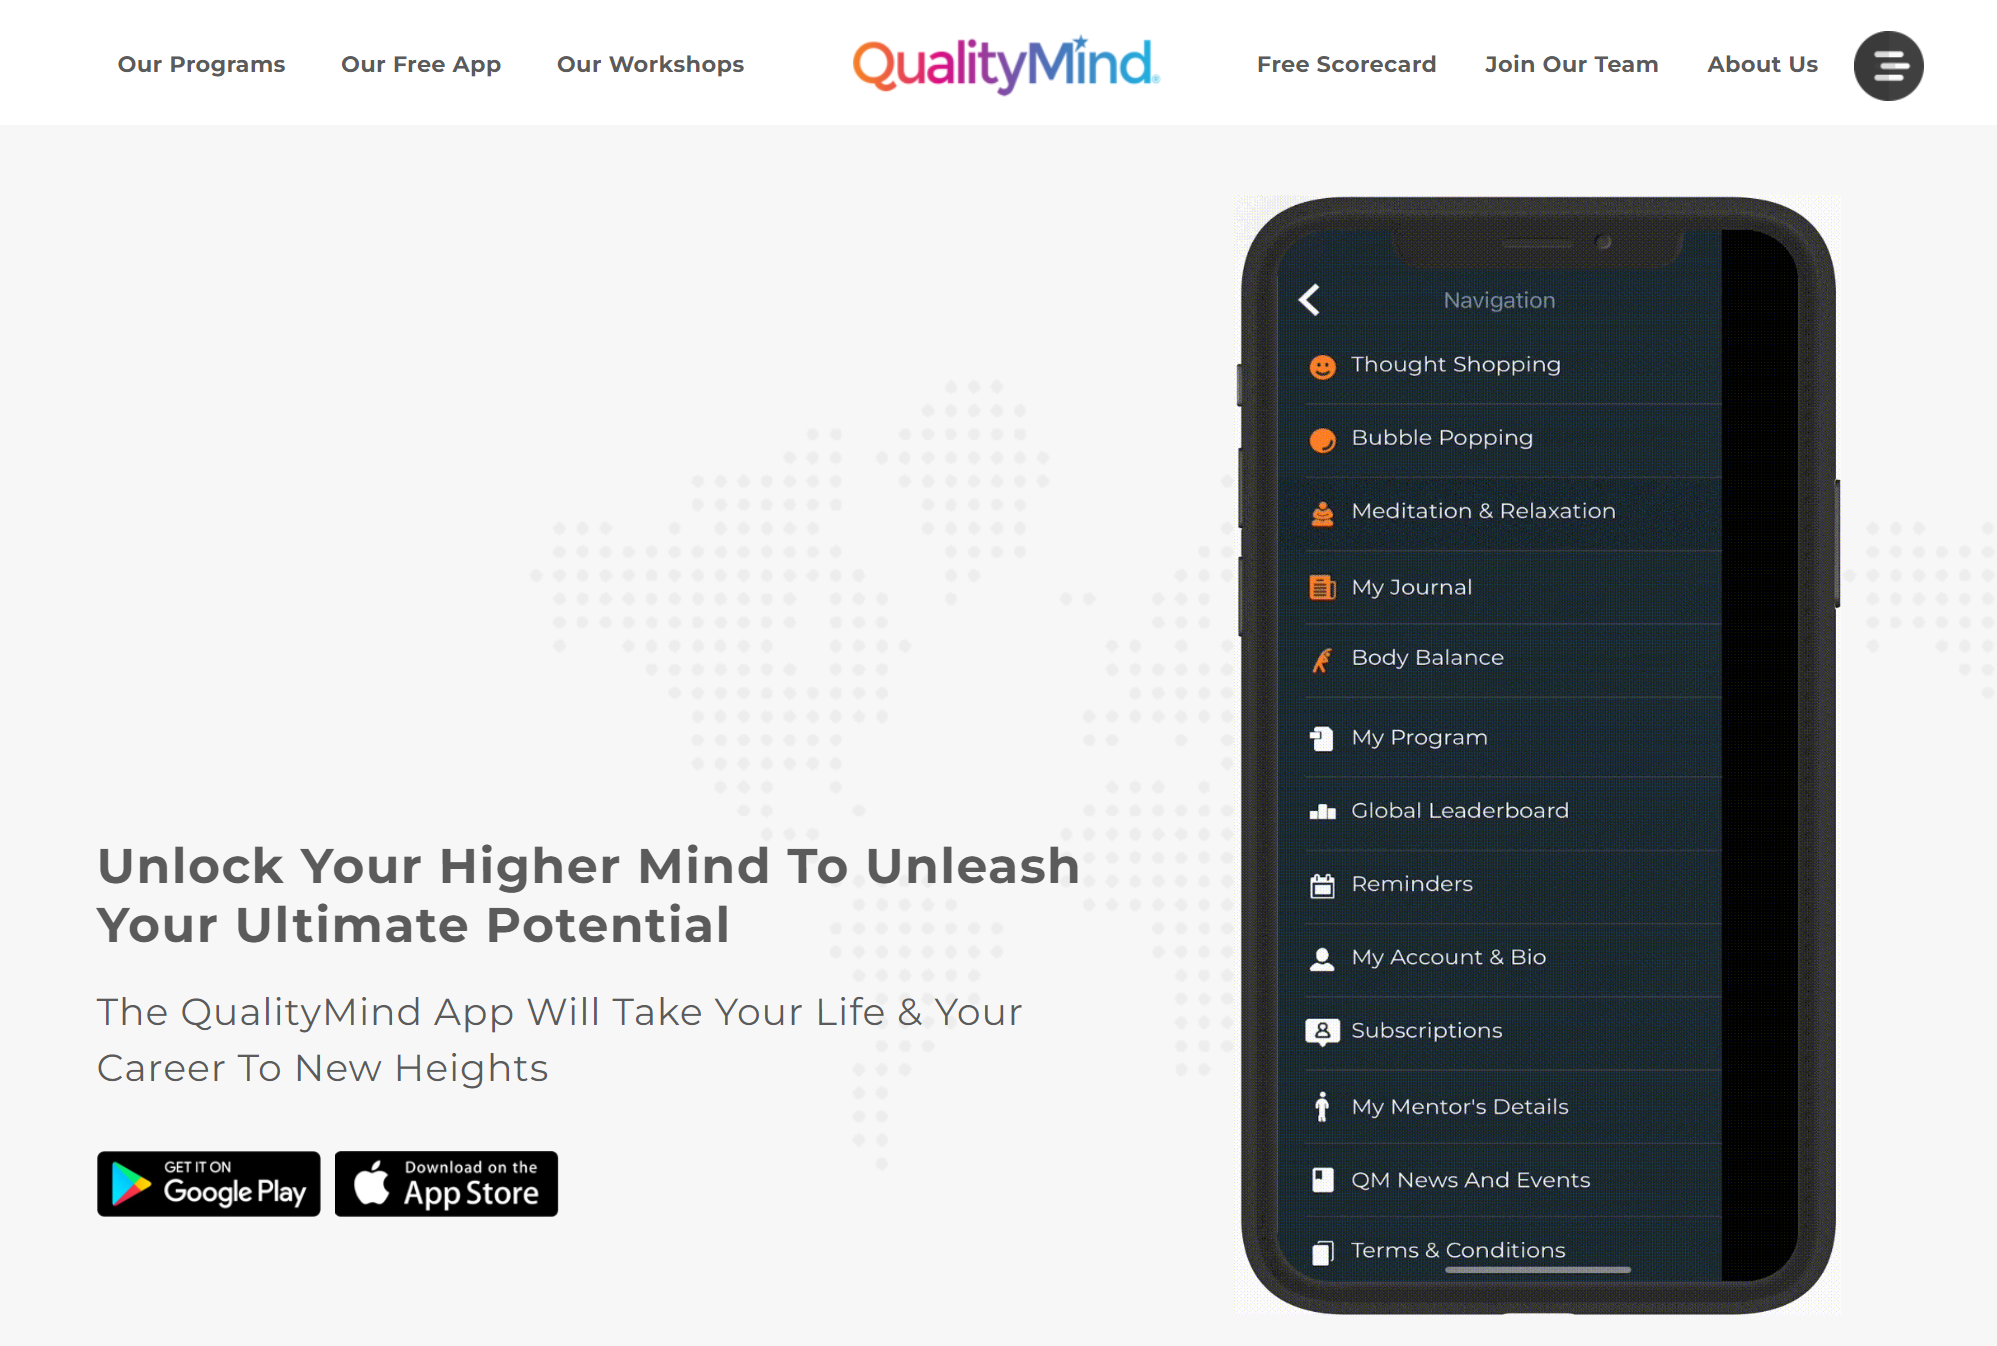 Our Programs
Our Free App
Our Workshops
QualityMind®
Free Scorecard
Join Our Team
About Us
Unlock Your Higher Mind To Unleash
Your Ultimate Potential
The QualityMind App Will Take Your Life & Your
Career To New Heights
GET IT ON
Google Play
Download on the
App Store
Navigation
Thought Shopping
Bubble Popping
Meditation & Relaxation
My Journal
Body Balance
My Program
Global Leaderboard
Reminders
My Account & Bio
Subscriptions
My Mentor's Details
QM News And Events
Terms & Conditions